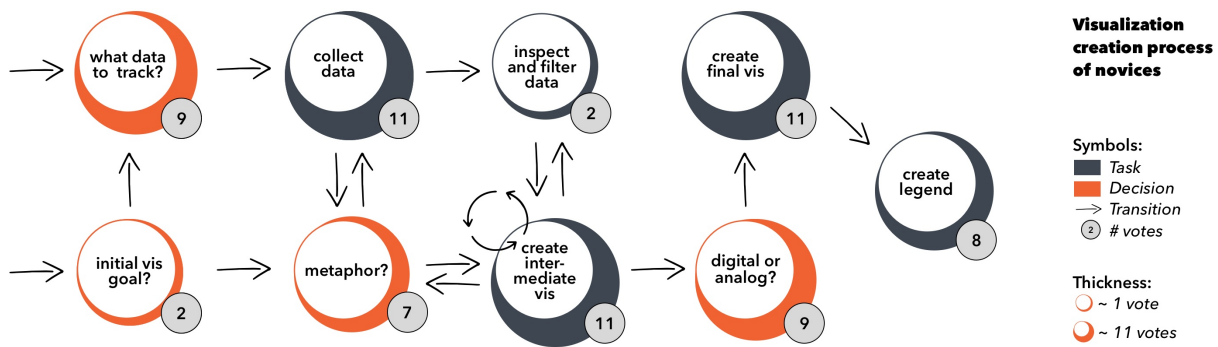 what data
to track?
9
collect
data
11
inspect
and filter
data
2
create
final vis
11
create
legend
8
initial vis
goal?
2
metaphor?
7
create
inter-
mediate
vis
11
digital or
analog?
9
Visualization
creation process
of novices
Symbols:
Task
Decision
Transition
2 # votes
Thickness:
~ 1 vote
~ 11 votes